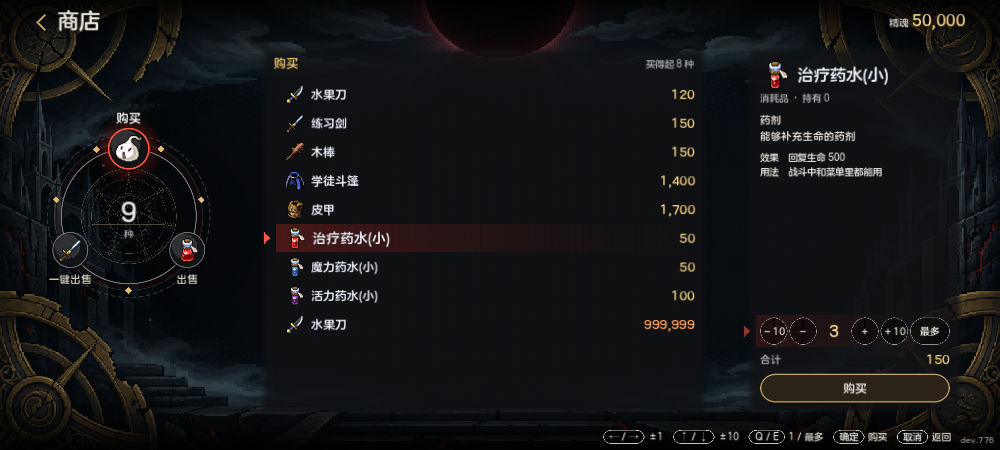 商店
精魂 50,000
购买
9
种
一键出售
出售
购买
买得起 8 种
水果刀 120
练习剑 150
木棒 150
学徒斗篷 1,400
皮甲 1,700
治疗药水(小) 50
魔力药水(小) 50
活力药水(小) 100
水果刀 999,999
治疗药水(小)
消耗品 · 持有 0
药剂
能够补充生命的药剂
效果 回复生命 500
用法 战斗中和菜单里都能用
−10 − 3 + +10 最多
合计 150
购买
←/→ ±1 ↑/↓ ±10 Q/E 1/最多 确定 购买 取消 返回
dev.776